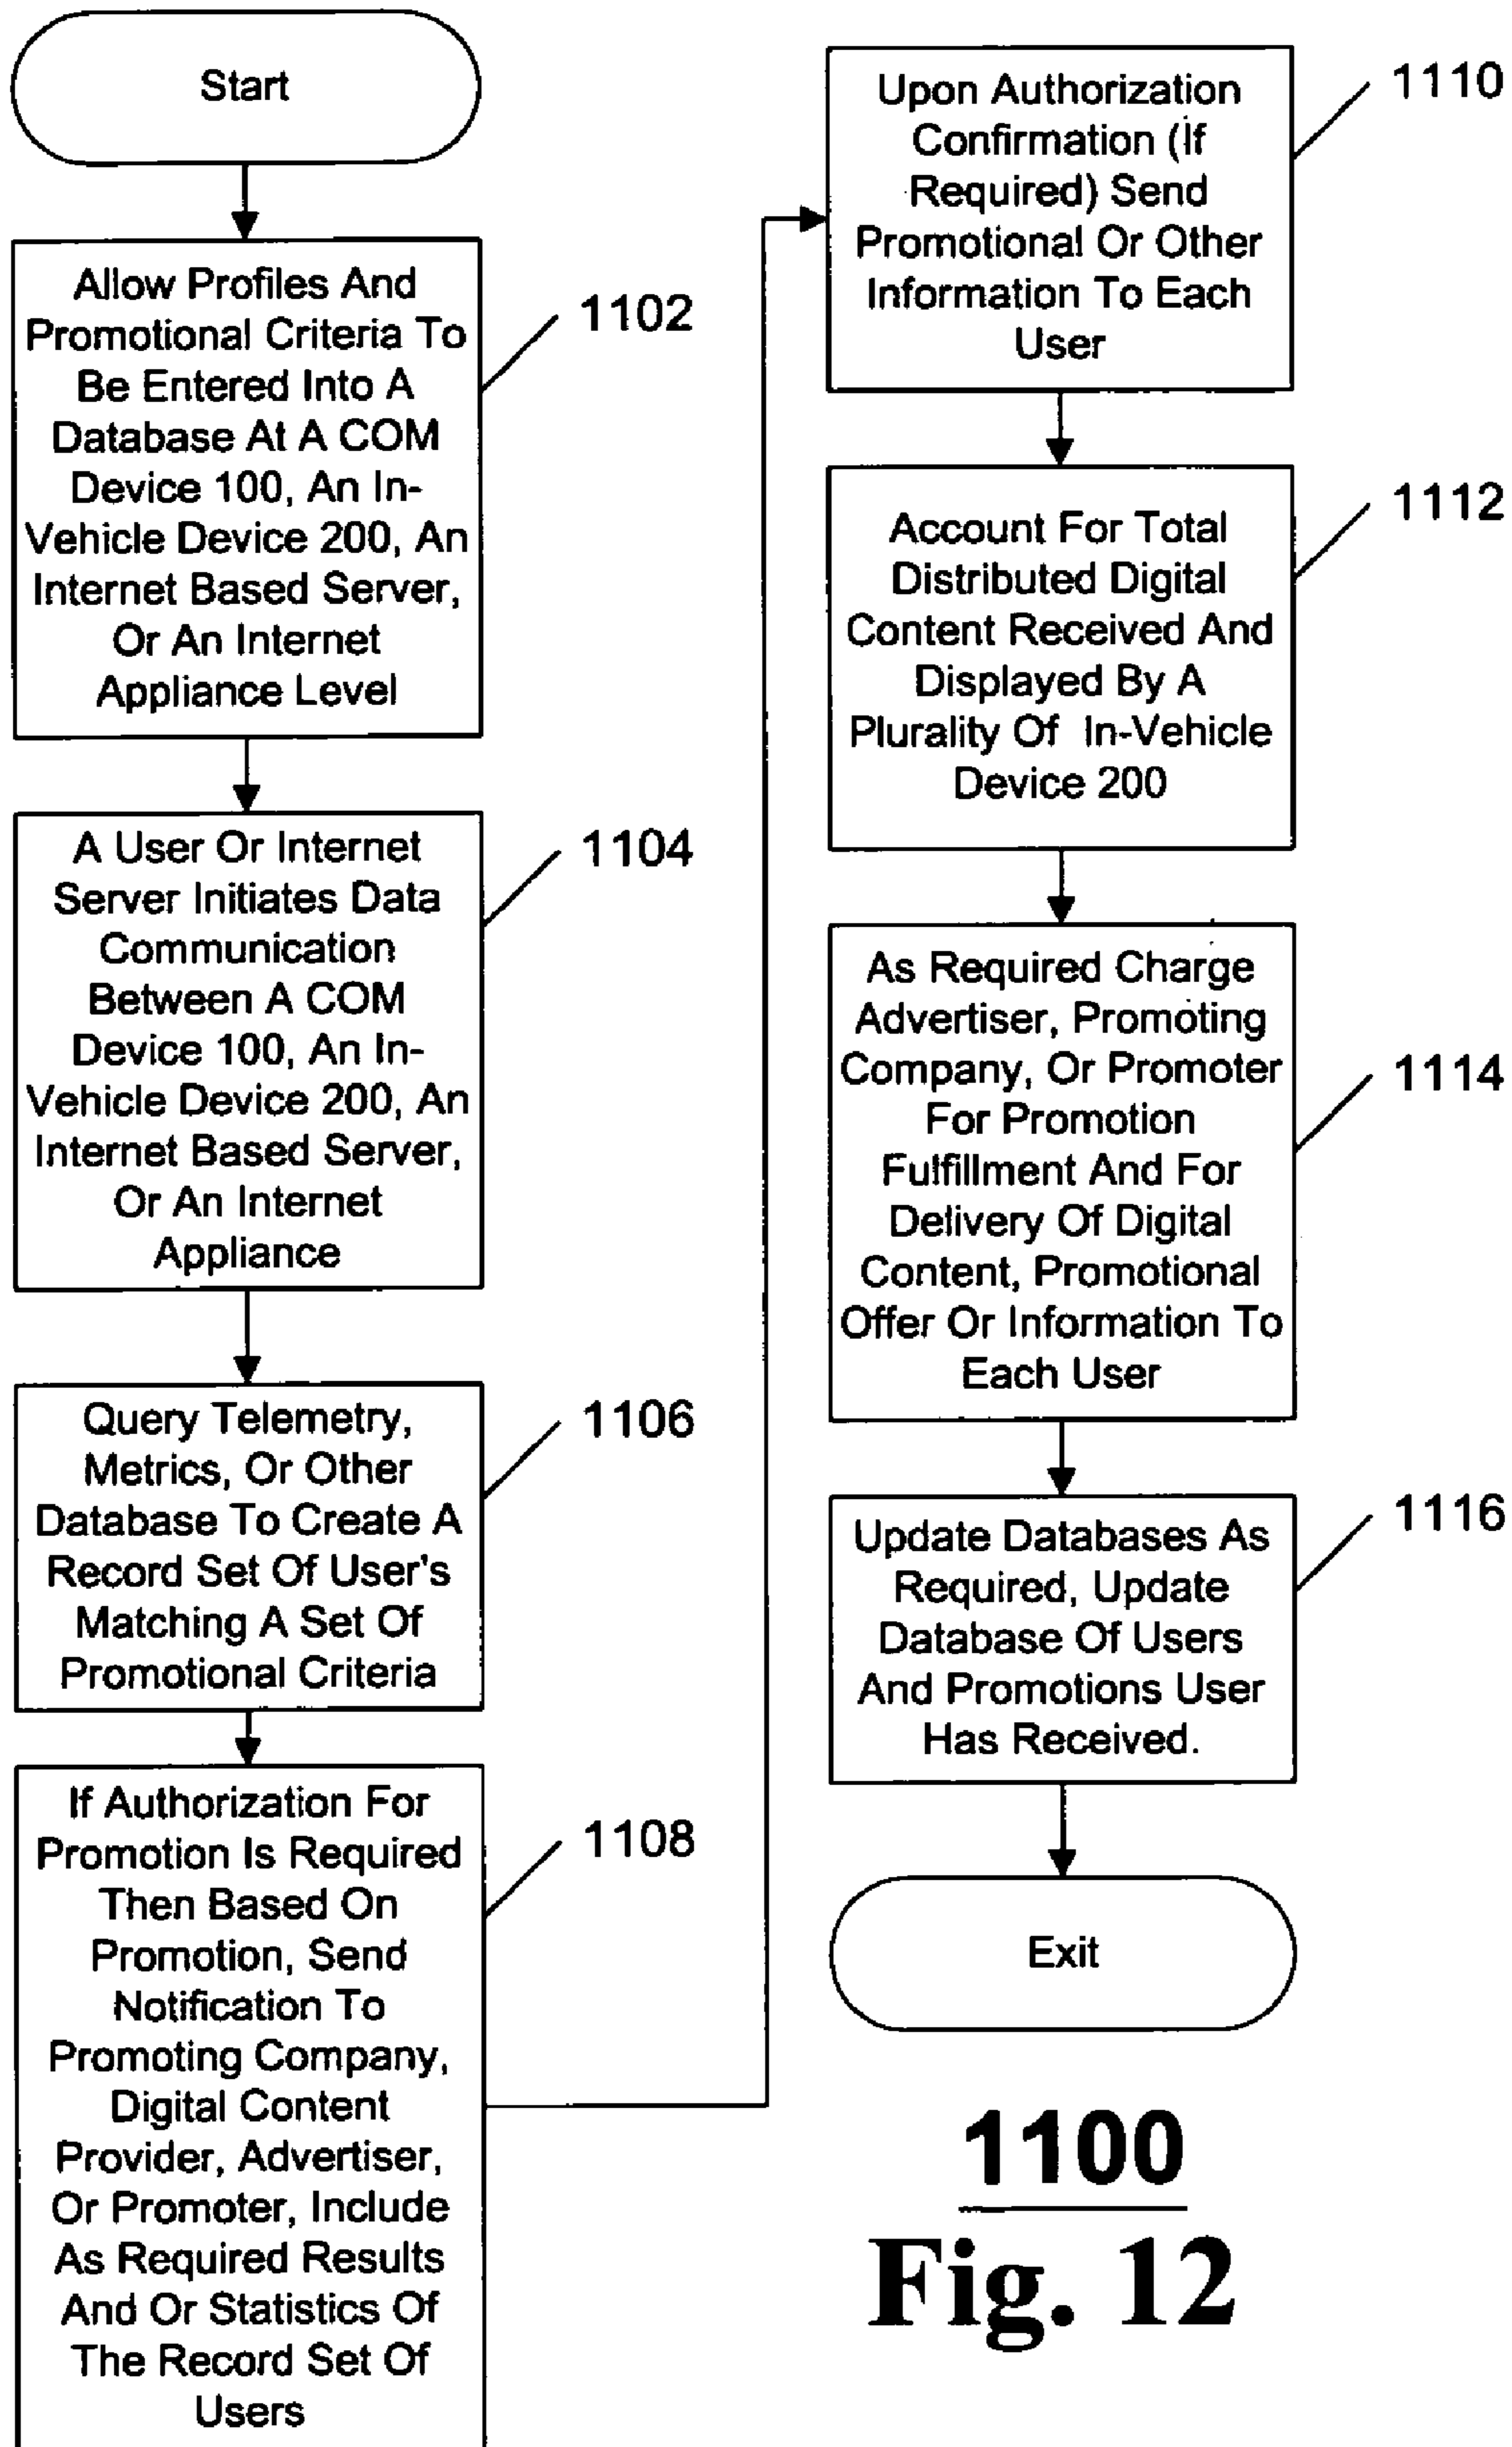 Start
Allow Profiles And
Promotional Criteria To
Be Entered Into A
Database At A COM
Device 100, An In-
Vehicle Device 200, An
Internet Based Server,
Or An Internet
Appliance Level
1102
A User Or Internet
Server Initiates Data
Communication
Between A COM
Device 100, An In-
Vehicle Device 200, An
Internet Based Server,
Or An Internet
Appliance
1104
Query Telemetry,
Metrics, Or Other
Database To Create A
Record Set Of User's
Matching A Set Of
Promotional Criteria
1106
If Authorization For
Promotion Is Required
Then Based On
Promotion, Send
Notification To
Promoting Company,
Digital Content
Provider, Advertiser,
Or Promoter, Include
As Required Results
And Or Statistics Of
The Record Set Of
Users
1108
Upon Authorization
Confirmation (If
Required) Send
Promotional Or Other
Information To Each
User
1110
Account For Total
Distributed Digital
Content Received And
Displayed By A
Plurality Of In-Vehicle
Device 200
1112
As Required Charge
Advertiser, Promoting
Company, Or Promoter
For Promotion
Fulfillment And For
Delivery Of Digital
Content, Promotional
Offer Or Information To
Each User
1114
Update Databases As
Required, Update
Database Of Users
And Promotions User
Has Received.
1116
Exit
1100
Fig. 12